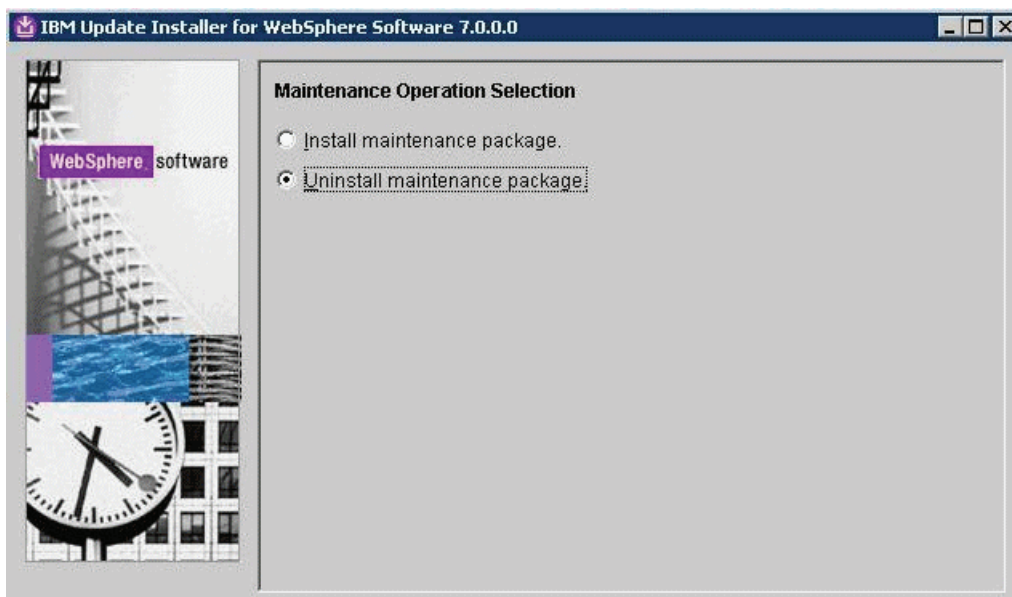 IBM Update Installer for WebSphere Software 7.0.0.0
WebSphere. software
Maintenance Operation Selection
Install maintenance package.
Uninstall maintenance package.